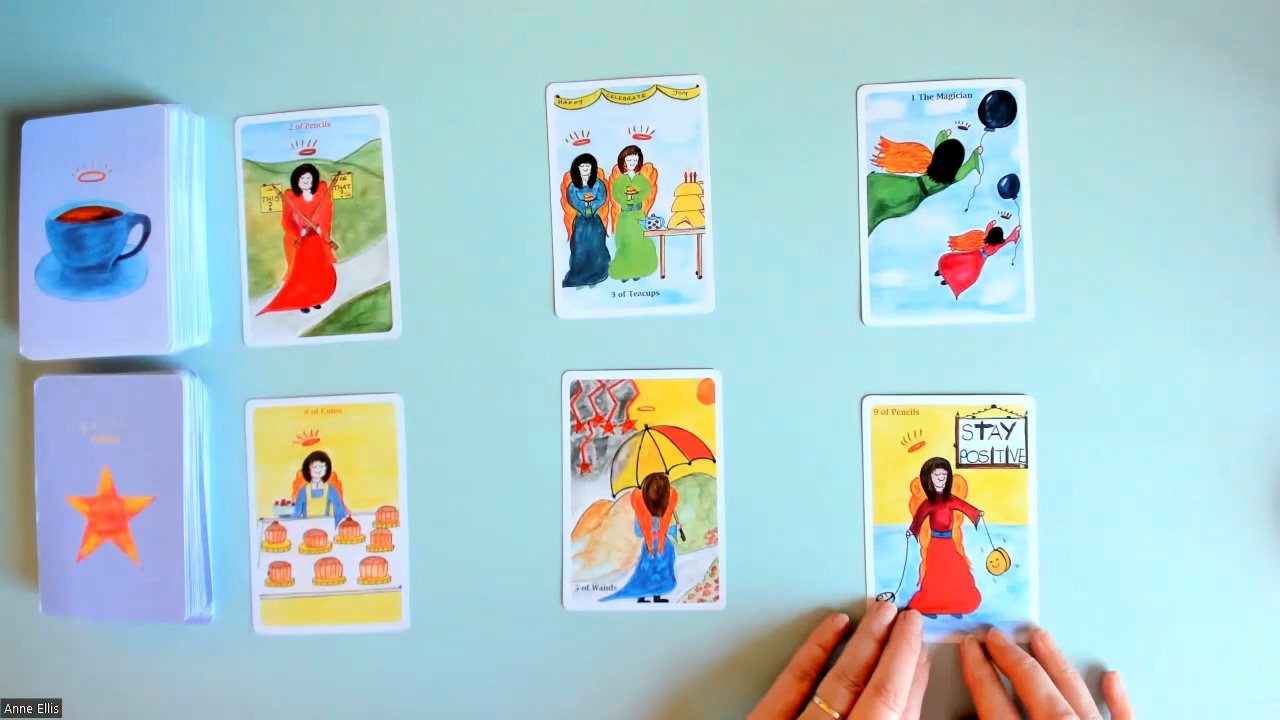 2 of Pencils
THIS
?
OR
THAT
?
HAPPY CELEBRATE JOY
3 of Teacups
1 The Magician
of Coins
5 of Wands
9 of Pencils
STAY
POSITIVE
Anne Ellis